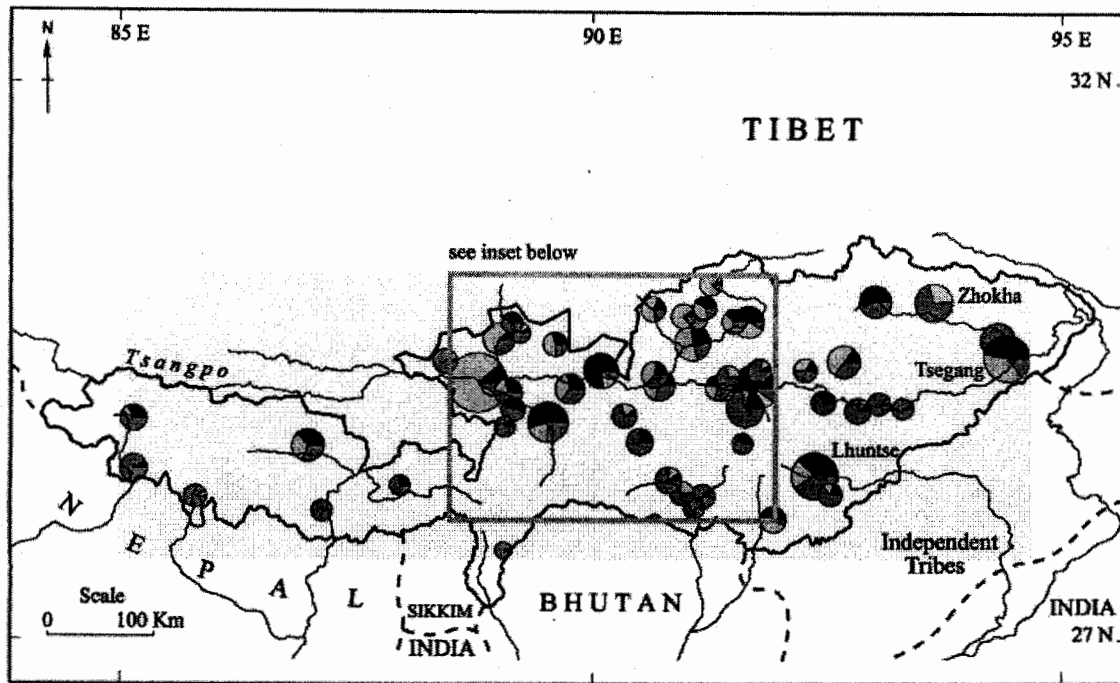 N
85 E
90 E
95 E
32 N
TIBET
see inset below
Zhokha
Tsangpo
Tsegang
Lhuntse
NEPAL
Independent
Tribes
Scale
0 100 Km
SIKKIM
BHUTAN
INDIA
INDIA
27 N